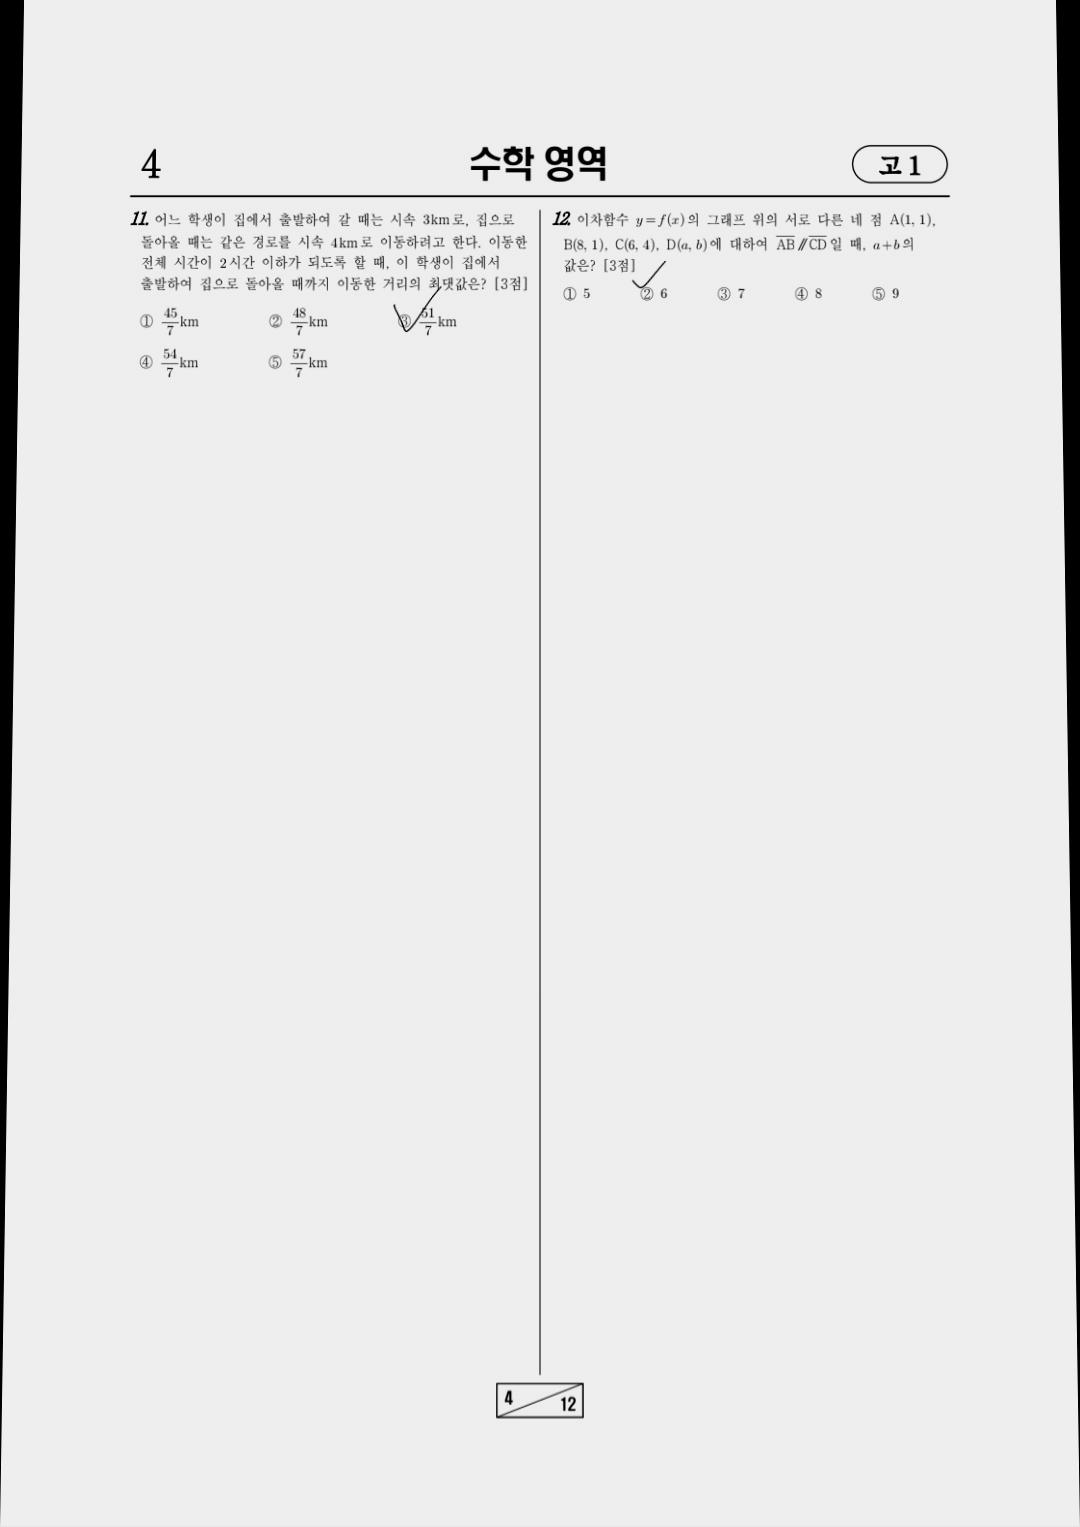 4
수학 영역
고 1
11. 어느 학생이 집에서 출발하여 갈 때는 시속 3km로, 집으로
돌아올 때는 같은 경로를 시속 4km로 이동하려고 한다. 이동한
전체 시간이 2시간 이하가 되도록 할 때, 이 학생이 집에서
출발하여 집으로 돌아올 때까지 이동한 거리의 최댓값은? [3점]
① 45/7 km ② 48/7 km ③ 51/7 km
④ 54/7 km ⑤ 57/7 km
12. 이차함수 y=f(x)의 그래프 위의 서로 다른 네 점 A(1, 1),
B(8, 1), C(6, 4), D(a, b)에 대하여 AB∥CD일 때, a+b의
값은? [3점]
① 5 ② 6 ③ 7 ④ 8 ⑤ 9
4
12